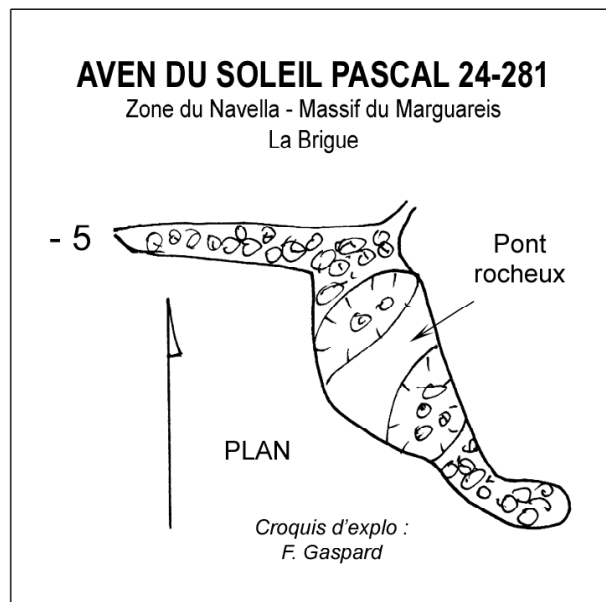 AVEN DU SOLEIL PASCAL 24-281
Zone du Navella - Massif du Marguareis
La Brigue
- 5
Pont
rocheux
PLAN
Croquis d'explo :
F. Gaspard